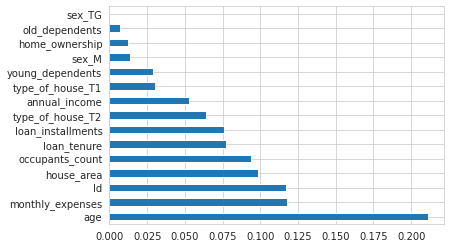 sex_TG
old_dependents
home_ownership
sex_M
young_dependents
type_of_house_T1
annual_income
type_of_house_T2
loan_installments
loan_tenure
occupants_count
house_area
Id
monthly_expenses
age
0.000 0.025 0.050 0.075 0.100 0.125 0.150 0.175 0.200